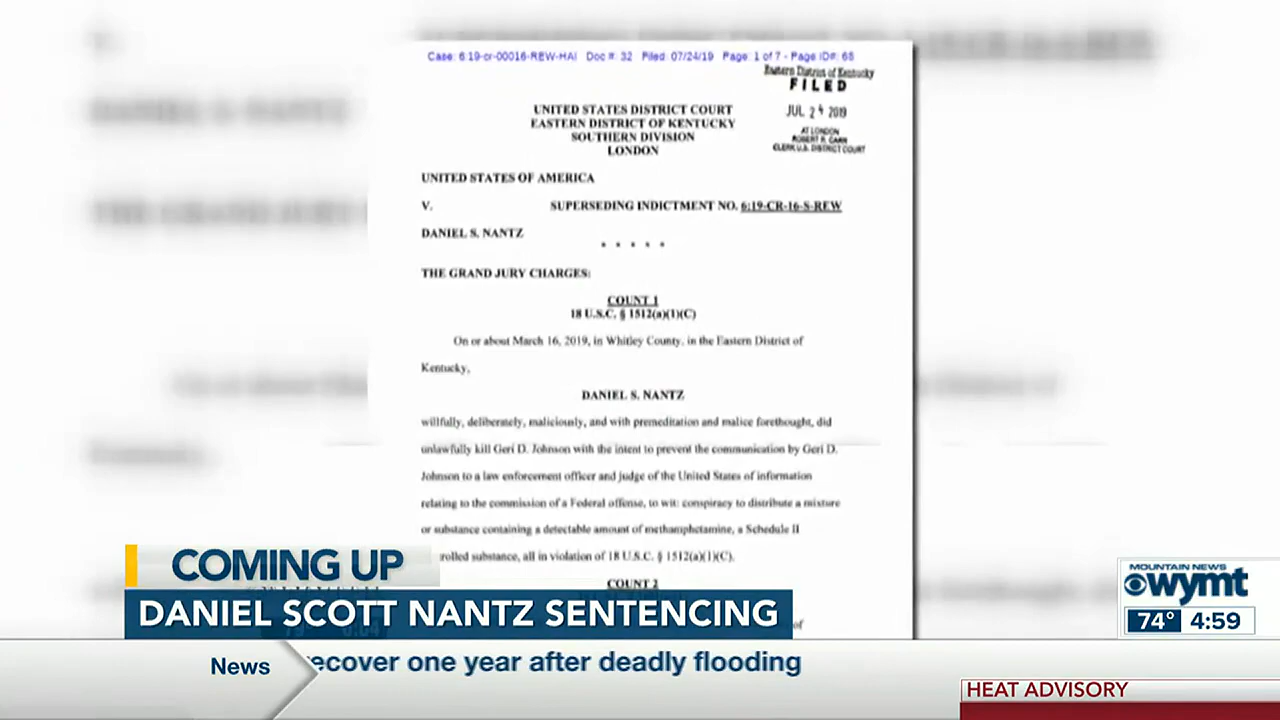 Case: 6:19-cr-00016-REW-HAI Doc #: 32 Filed: 07/24/19 Page: 1 of 7 - Page ID#: 68
Eastern District of Kentucky
FILED
JUL 24 2019
AT LONDON
ROBERT R. CARR
CLERK U.S. DISTRICT COURT
UNITED STATES DISTRICT COURT
EASTERN DISTRICT OF KENTUCKY
SOUTHERN DIVISION
LONDON
UNITED STATES OF AMERICA
V. SUPERSEDING INDICTMENT NO. 6:19-CR-16-S-REW
DANIEL S. NANTZ
* * * * *
THE GRAND JURY CHARGES:
COUNT 1
18 U.S.C. § 1512(a)(1)(C)
On or about March 16, 2019, in Whitley County, in the Eastern District of
Kentucky,
DANIEL S. NANTZ
willfully, deliberately, maliciously, and with premeditation and malice forethought, did
unlawfully kill Geri D. Johnson with the intent to prevent the communication by Geri D.
Johnson to a law enforcement officer and judge of the United States of information
relating to the commission of a Federal offense, to wit: conspiracy to distribute a mixture
or substance containing a detectable amount of methamphetamine, a Schedule II
rolled substance, all in violation of 18 U.S.C. § 1512(a)(1)(C).
COUNT 2
of
COMING UP
DANIEL SCOTT NANTZ SENTENCING
MOUNTAIN NEWS
wymt
74° 4:59
News ecover one year after deadly flooding
HEAT ADVISORY